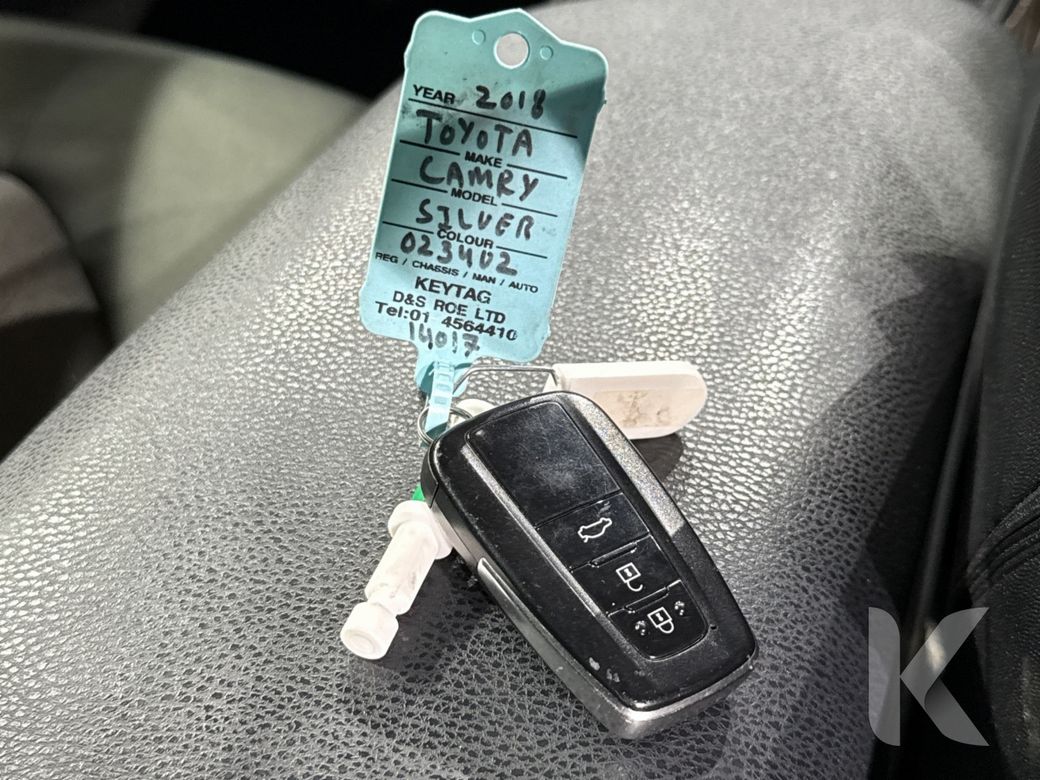 YEAR 2018
TOYOTA
MAKE
CAMRY
MODEL
SILVER
COLOUR
023402
REG / CHASSIS / MAN / AUTO
KEYTAG
D&S ROE LTD
Tel:01 4564410
14017
K